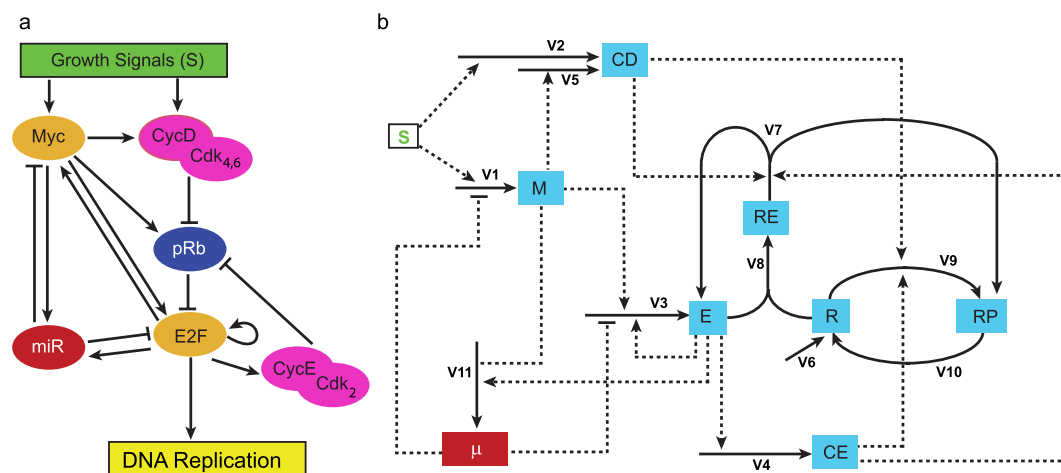 a
Growth Signals (S)
Myc
CycD
Cdk4,6
pRb
miR
E2F
CycE
Cdk2
DNA Replication
b
V2
CD
V5
S
V7
V1
M
RE
V8
V9
V3
E
R
RP
V6
V10
V11
μ
CE
V4